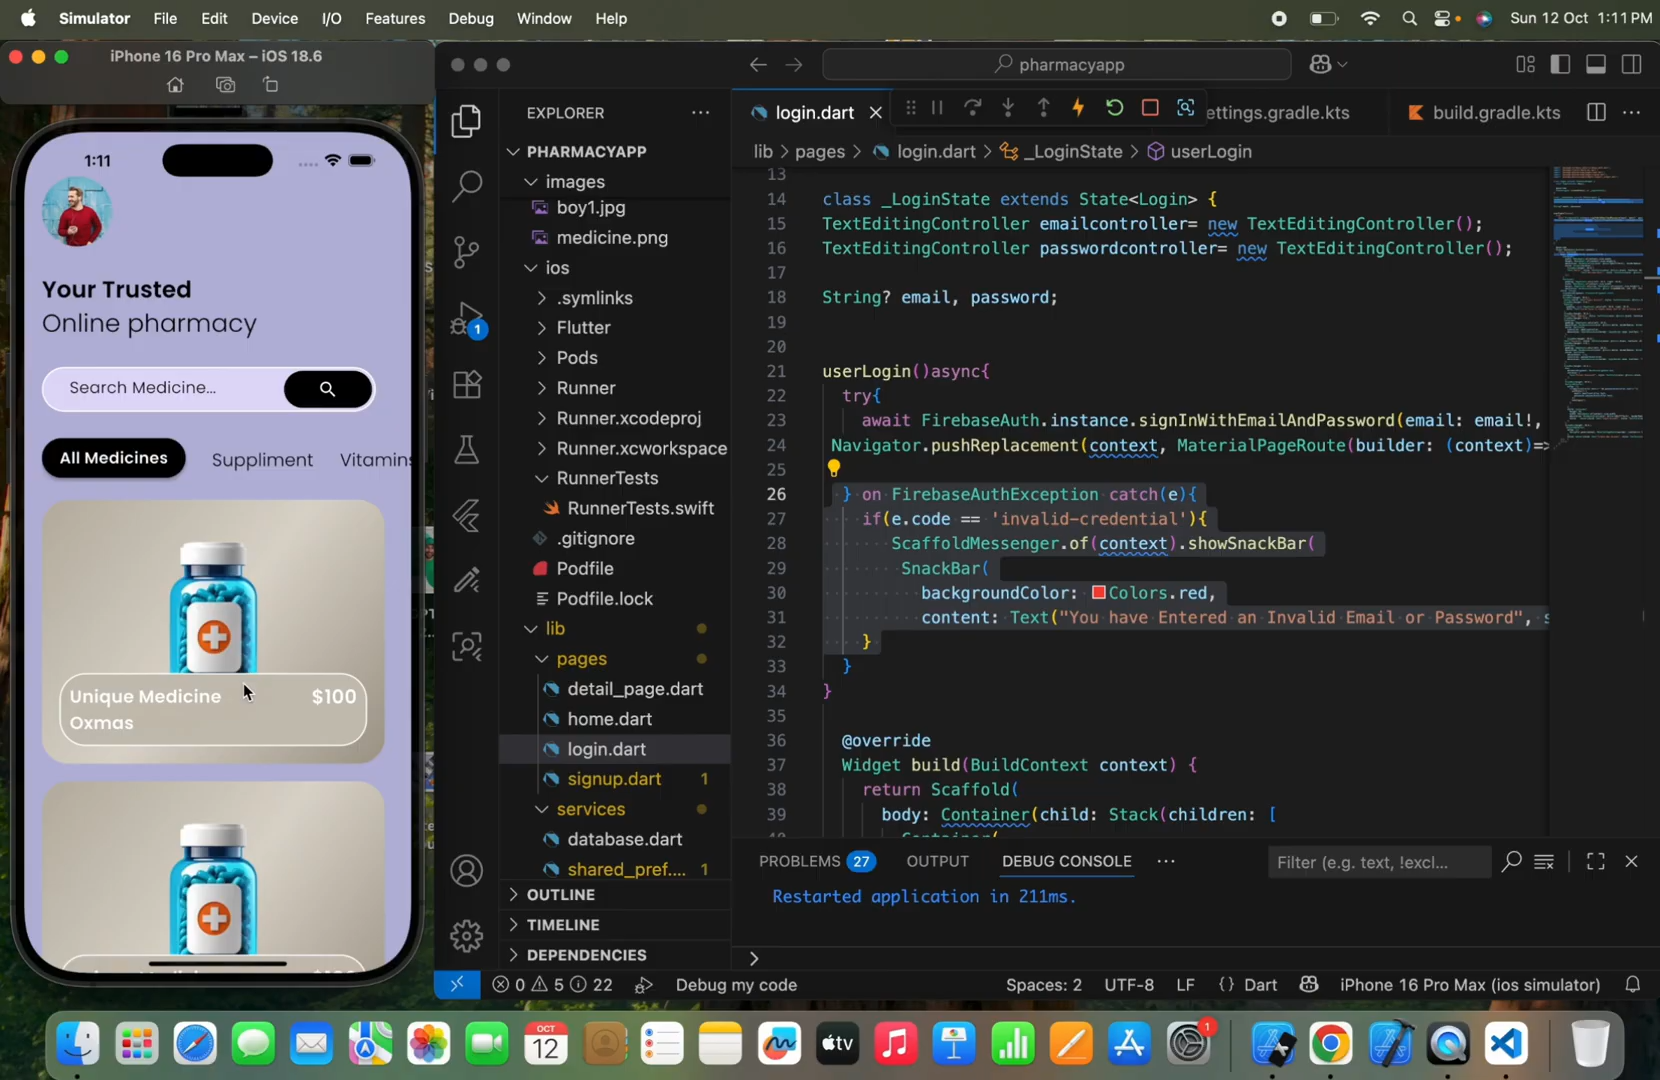 Simulator File Edit Device I/O Features Debug Window Help Sun 12 Oct 1:11 PM
iPhone 16 Pro Max – iOS 18.6
1:11
Your Trusted
Online pharmacy
Search Medicine...
All Medicines Suppliment Vitamins
Unique Medicine $100
Oxmas
pharmacyapp
EXPLORER
PHARMACYAPP
images
boy1.jpg
medicine.png
ios
.symlinks
Flutter
Pods
Runner
Runner.xcodeproj
Runner.xcworkspace
RunnerTests
RunnerTests.swift
.gitignore
Podfile
Podfile.lock
lib
pages
detail_page.dart
home.dart
login.dart
signup.dart 1
services
database.dart
shared_pref.... 1
OUTLINE
TIMELINE
DEPENDENCIES
1
login.dart ettings.gradle.kts build.gradle.kts
lib > pages > login.dart > _LoginState > userLogin
13
14 class _LoginState extends State<Login> {
15 TextEditingController emailcontroller= new TextEditingController();
16 TextEditingController passwordcontroller= new TextEditingController();
17
18 String? email, password;
19
20
21 userLogin()async{
22 try{
23 await FirebaseAuth.instance.signInWithEmailAndPassword(email: email!,
24 Navigator.pushReplacement(context, MaterialPageRoute(builder: (context)=>
25
26 } on FirebaseAuthException catch(e){
27 if(e.code == 'invalid-credential'){
28 ScaffoldMessenger.of(context).showSnackBar(
29 SnackBar(
30 backgroundColor: Colors.red,
31 content: Text("You have Entered an Invalid Email or Password", s
32 }
33 }
34 }
35
36 @override
37 Widget build(BuildContext context) {
38 return Scaffold(
39 body: Container(child: Stack(children: [
PROBLEMS 27 OUTPUT DEBUG CONSOLE Filter (e.g. text, !excl...
Restarted application in 211ms.
0 5 22 Debug my code Spaces: 2 UTF-8 LF {} Dart iPhone 16 Pro Max (ios simulator)
OCT
12
tv
1